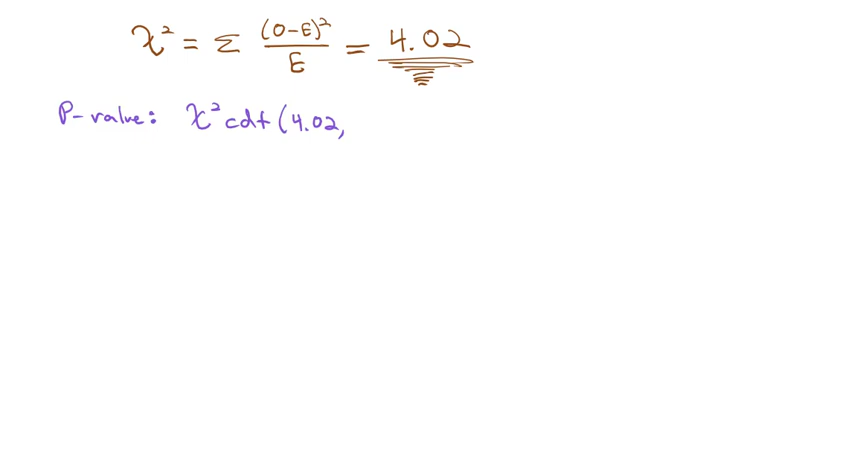 χ² = Σ (O-E)²/E = 4.02
P-value: χ²cdf(4.02,